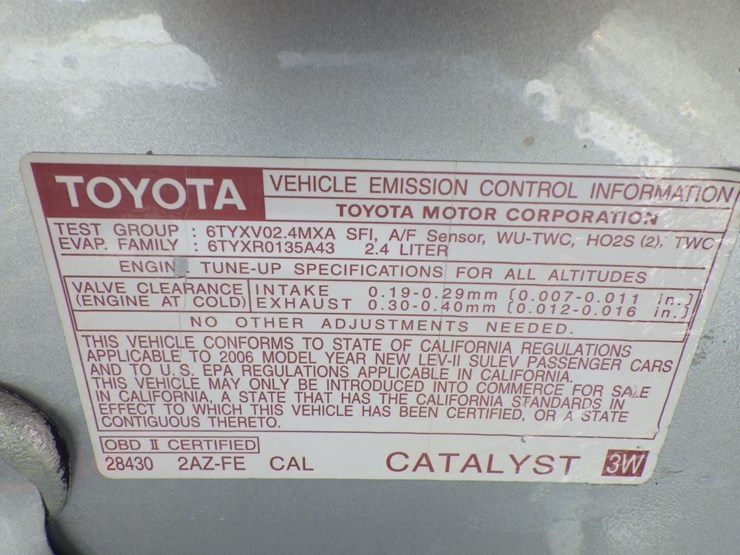 TOYOTA
VEHICLE EMISSION CONTROL INFORMATION
TOYOTA MOTOR CORPORATION
TEST GROUP : 6TYXV02.4MXA SFI, A/F Sensor, WU-TWC, HO2S (2), TWC
EVAP. FAMILY : 6TYXR0135A43 2.4 LITER
ENGIN TUNE-UP SPECIFICATIONS FOR ALL ALTITUDES
VALVE CLEARANCE INTAKE 0.19-0.29mm (0.007-0.011 in.)
(ENGINE AT COLD) EXHAUST 0.30-0.40mm (0.012-0.016 in.)
NO OTHER ADJUSTMENTS NEEDED.
THIS VEHICLE CONFORMS TO STATE OF CALIFORNIA REGULATIONS
APPLICABLE TO 2006 MODEL YEAR NEW LEV-II SULEV PASSENGER CARS
AND TO U.S. EPA REGULATIONS APPLICABLE IN CALIFORNIA.
THIS VEHICLE MAY ONLY BE INTRODUCED INTO COMMERCE FOR SALE
IN CALIFORNIA, A STATE THAT HAS THE CALIFORNIA STANDARDS IN
EFFECT TO WHICH THIS VEHICLE HAS BEEN CERTIFIED, OR A STATE
CONTIGUOUS THERETO.
OBD II CERTIFIED
28430 2AZ-FE CAL CATALYST 3W